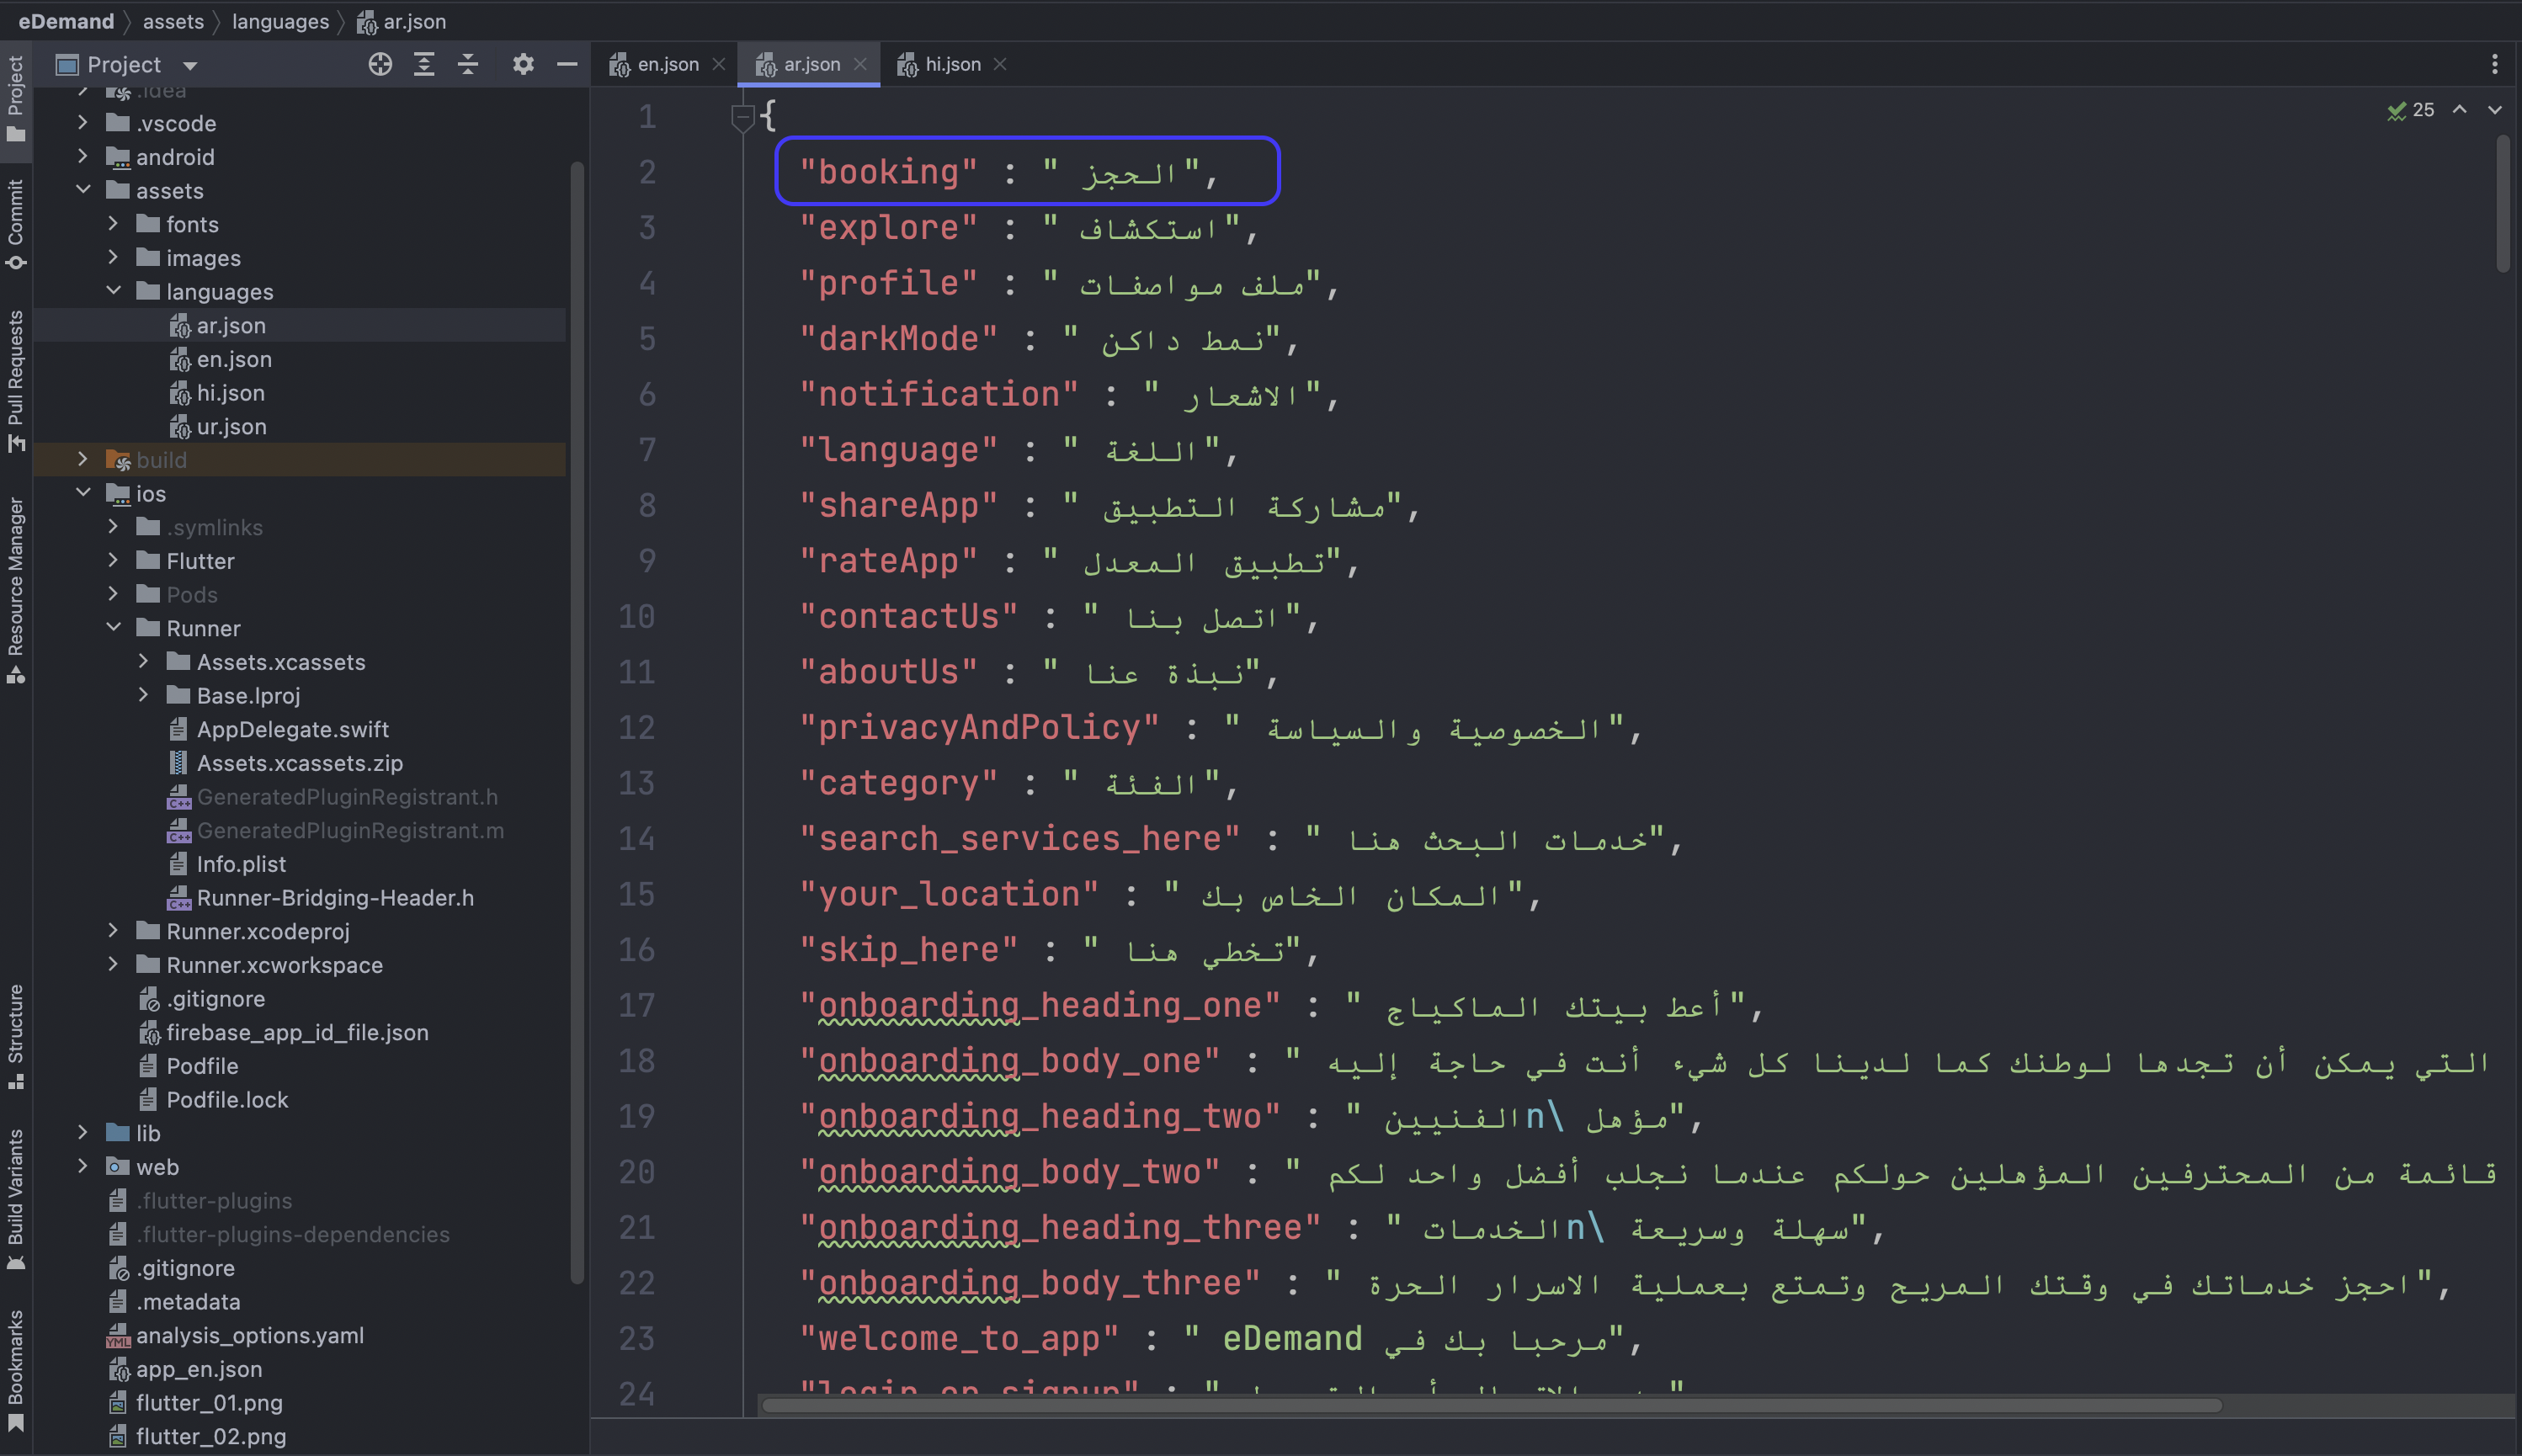 eDemand assets languages ar.json
Project
Commit
Pull Requests
Resource Manager
Structure
Build Variants
Bookmarks
Project
.idea
.vscode
android
assets
fonts
images
languages
ar.json
en.json
hi.json
ur.json
build
ios
.symlinks
Flutter
Pods
Runner
Assets.xcassets
Base.lproj
AppDelegate.swift
Assets.xcassets.zip
GeneratedPluginRegistrant.h
GeneratedPluginRegistrant.m
Info.plist
Runner-Bridging-Header.h
Runner.xcodeproj
Runner.xcworkspace
.gitignore
firebase_app_id_file.json
Podfile
Podfile.lock
lib
web
.flutter-plugins
.flutter-plugins-dependencies
.gitignore
.metadata
analysis_options.yaml
app_en.json
flutter_01.png
flutter_02.png
en.json ar.json hi.json
25
1 {
2 "booking" : "الحجز ",
3 "explore" : "استكشاف ",
4 "profile" : "ملف مواصفات ",
5 "darkMode" : "نمط داكن ",
6 "notification" : "الاشعار ",
7 "language" : "اللغة ",
8 "shareApp" : "مشاركة التطبيق ",
9 "rateApp" : "تطبيق المعدل ",
10 "contactUs" : "اتصل بنا ",
11 "aboutUs" : "نبذة عنا ",
12 "privacyAndPolicy" : "الخصوصية والسياسة ",
13 "category" : "الفئة ",
14 "search_services_here" : "خدمات البحث هنا ",
15 "your_location" : "المكان الخاص بك ",
16 "skip_here" : "تخطي هنا ",
17 "onboarding_heading_one" : "أعط بيتك الماكياج ",
18 "onboarding_body_one" : " التي يمكن أن تجدها لوطنك كما لدينا كل شيء أنت في حاجة إليه
19 "onboarding_heading_two" : "مؤهل \nالفنيين ",
20 "onboarding_body_two" : " قائمة من المحترفين المؤهلين حولكم عندما نجلب أفضل واحد لكم
21 "onboarding_heading_three" : "سهلة وسريعة \nالخدمات ",
22 "onboarding_body_three" : "احجز خدماتك في وقتك المريح وتمتع بعملية الاسرار الحرة ",
23 "welcome_to_app" : "مرحبا بك في eDemand ",
24